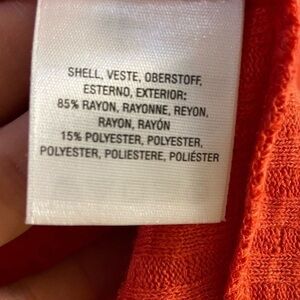 SHELL, VESTE, OBERSTOFF,
ESTERNO, EXTERIOR:
85% RAYON, RAYONNE, REYON,
RAYON, RAYÓN
15% POLYESTER, POLYESTER,
POLYESTER, POLIESTERE, POLIÉSTER